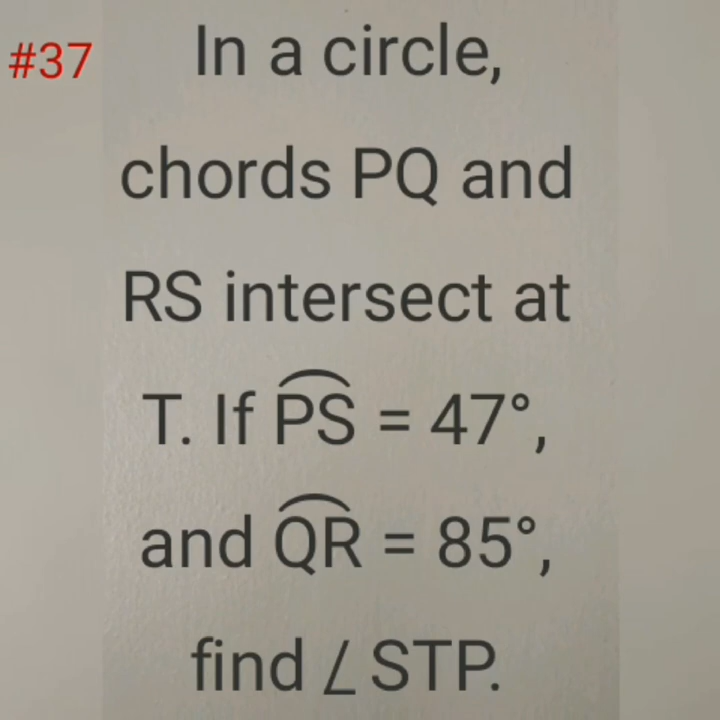 #37
In a circle,
chords PQ and
RS intersect at
T. If P͡S = 47°,
and Q͡R = 85°,
find ∠STP.